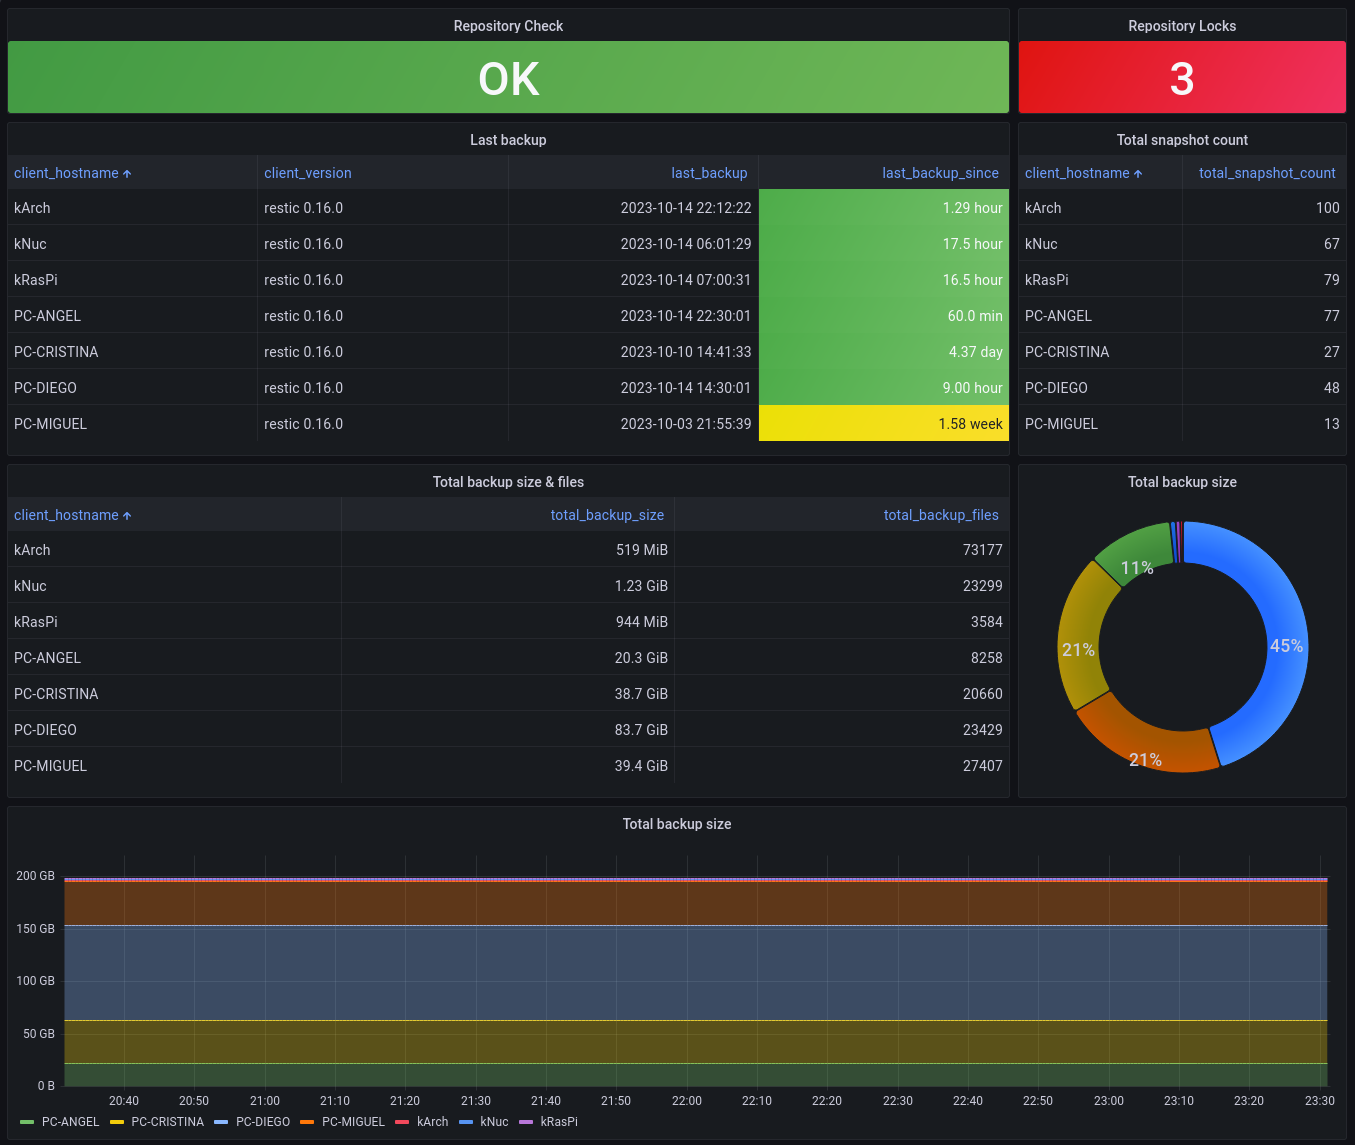 Repository Check
Repository Locks
OK
3
Last backup
Total snapshot count
client_hostname client_version last_backup last_backup_since
client_hostname total_snapshot_count
kArch restic 0.16.0 2023-10-14 22:12:22 1.29 hour
kArch 100
kNuc restic 0.16.0 2023-10-14 06:01:29 17.5 hour
kNuc 67
kRasPi restic 0.16.0 2023-10-14 07:00:31 16.5 hour
kRasPi 79
PC-ANGEL restic 0.16.0 2023-10-14 22:30:01 60.0 min
PC-ANGEL 77
PC-CRISTINA restic 0.16.0 2023-10-10 14:41:33 4.37 day
PC-CRISTINA 27
PC-DIEGO restic 0.16.0 2023-10-14 14:30:01 9.00 hour
PC-DIEGO 48
PC-MIGUEL restic 0.16.0 2023-10-03 21:55:39 1.58 week
PC-MIGUEL 13
Total backup size & files
client_hostname total_backup_size total_backup_files
kArch 519 MiB 73177
kNuc 1.23 GiB 23299
kRasPi 944 MiB 3584
PC-ANGEL 20.3 GiB 8258
PC-CRISTINA 38.7 GiB 20660
PC-DIEGO 83.7 GiB 23429
PC-MIGUEL 39.4 GiB 27407
Total backup size
11%
45%
21%
21%
Total backup size
200 GB
150 GB
100 GB
50 GB
0 B
20:40 20:50 21:00 21:10 21:20 21:30 21:40 21:50 22:00 22:10 22:20 22:30 22:40 22:50 23:00 23:10 23:20 23:30
PC-ANGEL PC-CRISTINA PC-DIEGO PC-MIGUEL kArch kNuc kRasPi